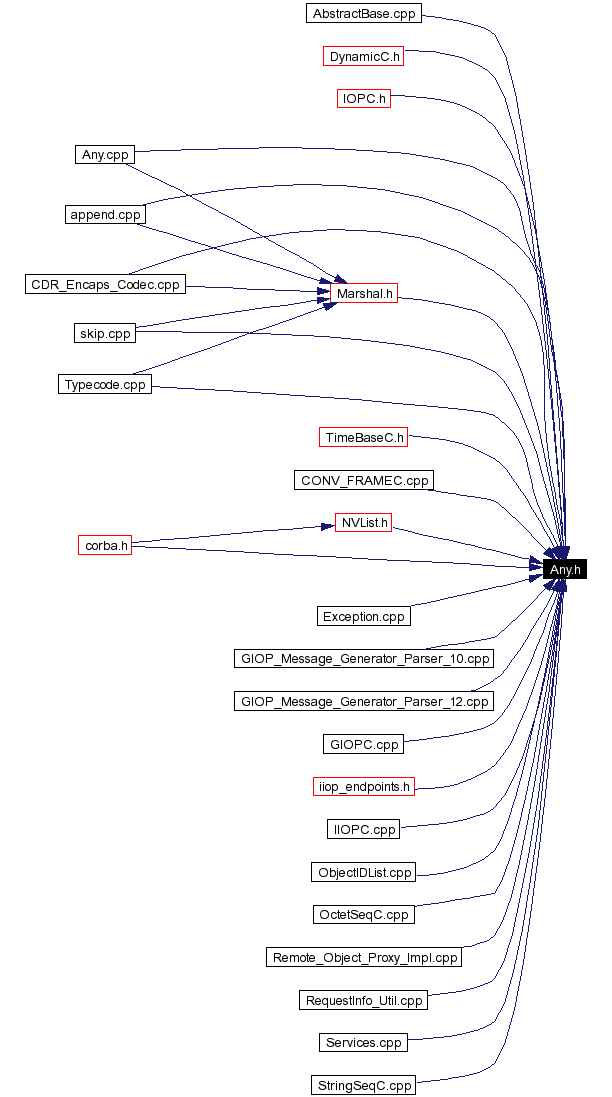 AbstractBase.cpp
DynamicC.h
IOPC.h
Any.cpp
append.cpp
CDR_Encaps_Codec.cpp
Marshal.h
skip.cpp
Typecode.cpp
TimeBaseC.h
CONV_FRAMEC.cpp
NVList.h
corba.h
Any.h
Exception.cpp
GIOP_Message_Generator_Parser_10.cpp
GIOP_Message_Generator_Parser_12.cpp
GIOPC.cpp
iiop_endpoints.h
IIOPC.cpp
ObjectIDList.cpp
OctetSeqC.cpp
Remote_Object_Proxy_Impl.cpp
RequestInfo_Util.cpp
Services.cpp
StringSeqC.cpp